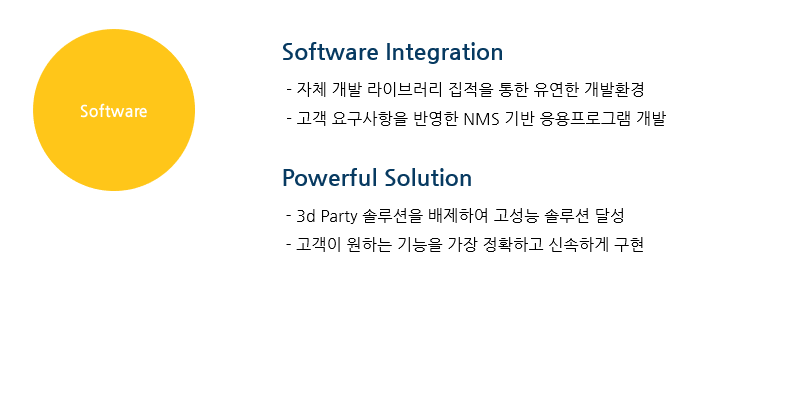 Software
Software Integration
- 자체 개발 라이브러리 집적을 통한 유연한 개발환경
- 고객 요구사항을 반영한 NMS 기반 응용프로그램 개발
Powerful Solution
- 3d Party 솔루션을 배제하여 고성능 솔루션 달성
- 고객이 원하는 기능을 가장 정확하고 신속하게 구현